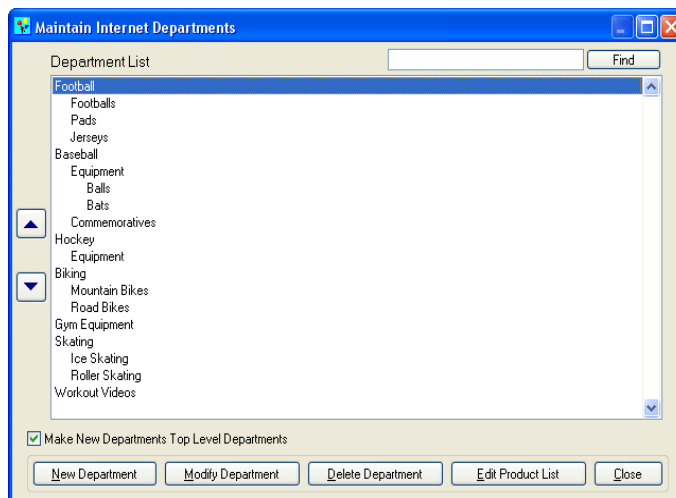 Maintain Internet Departments
Department List
Find
Football
Footballs
Pads
Jerseys
Baseball
Equipment
Balls
Bats
Commemoratives
Hockey
Equipment
Biking
Mountain Bikes
Road Bikes
Gym Equipment
Skating
Ice Skating
Roller Skating
Workout Videos
Make New Departments Top Level Departments
New Department Modify Department Delete Department Edit Product List Close